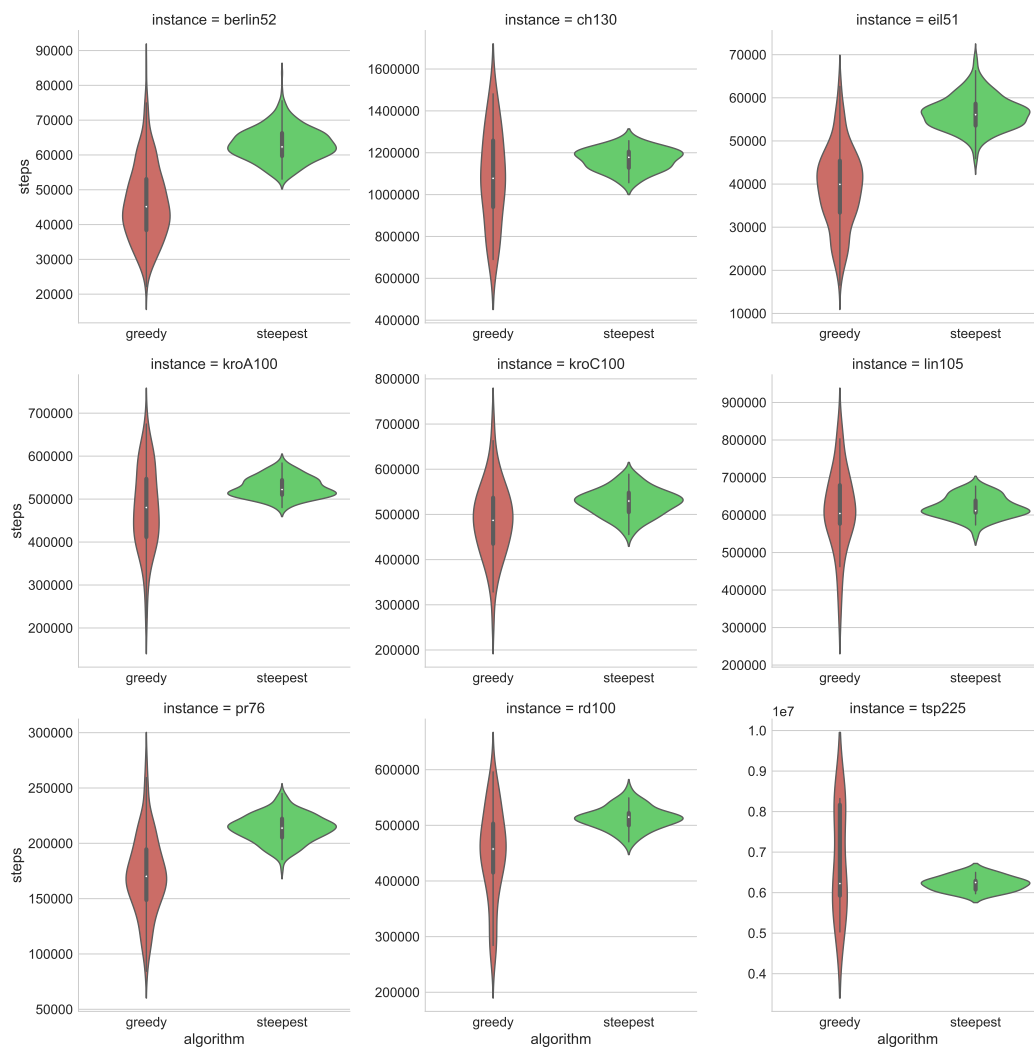 instance = berlin52
instance = ch130
instance = eil51
90000
80000
70000
60000
50000
40000
30000
20000
steps
greedy
steepest
1600000
1400000
1200000
1000000
800000
600000
400000
greedy
steepest
70000
60000
50000
40000
30000
20000
10000
greedy
steepest
instance = kroA100
instance = kroC100
instance = lin105
700000
600000
500000
400000
300000
200000
steps
greedy
steepest
800000
700000
600000
500000
400000
300000
200000
greedy
steepest
900000
800000
700000
600000
500000
400000
300000
200000
greedy
steepest
instance = pr76
instance = rd100
1e7 instance = tsp225
300000
250000
200000
150000
100000
50000
steps
greedy
steepest
algorithm
600000
500000
400000
300000
200000
greedy
steepest
algorithm
1.0
0.9
0.8
0.7
0.6
0.5
0.4
greedy
steepest
algorithm